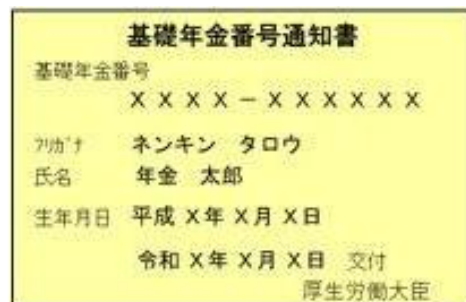 基礎年金番号通知書
基礎年金番号
XXXX－XXXXXX
フリガナ ネンキン タロウ
氏名 年金 太郎
生年月日 平成X年X月X日
令和X年X月X日 交付
厚生労働大臣